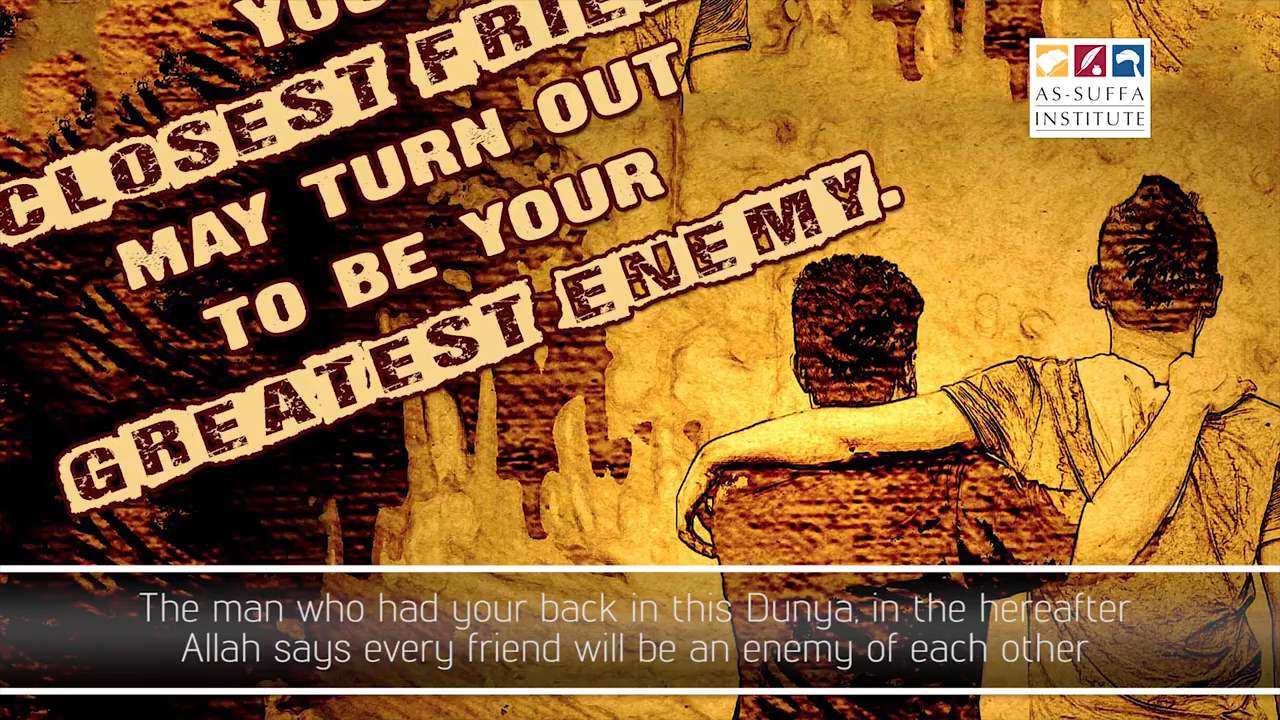 CLOSEST
MAY TURN OUT
TO BE YOUR
GREATEST ENEMY.
AS-SUFFA
INSTITUTE
The man who had your back in this Dunya, in the hereafter
Allah says every friend will be an enemy of each other